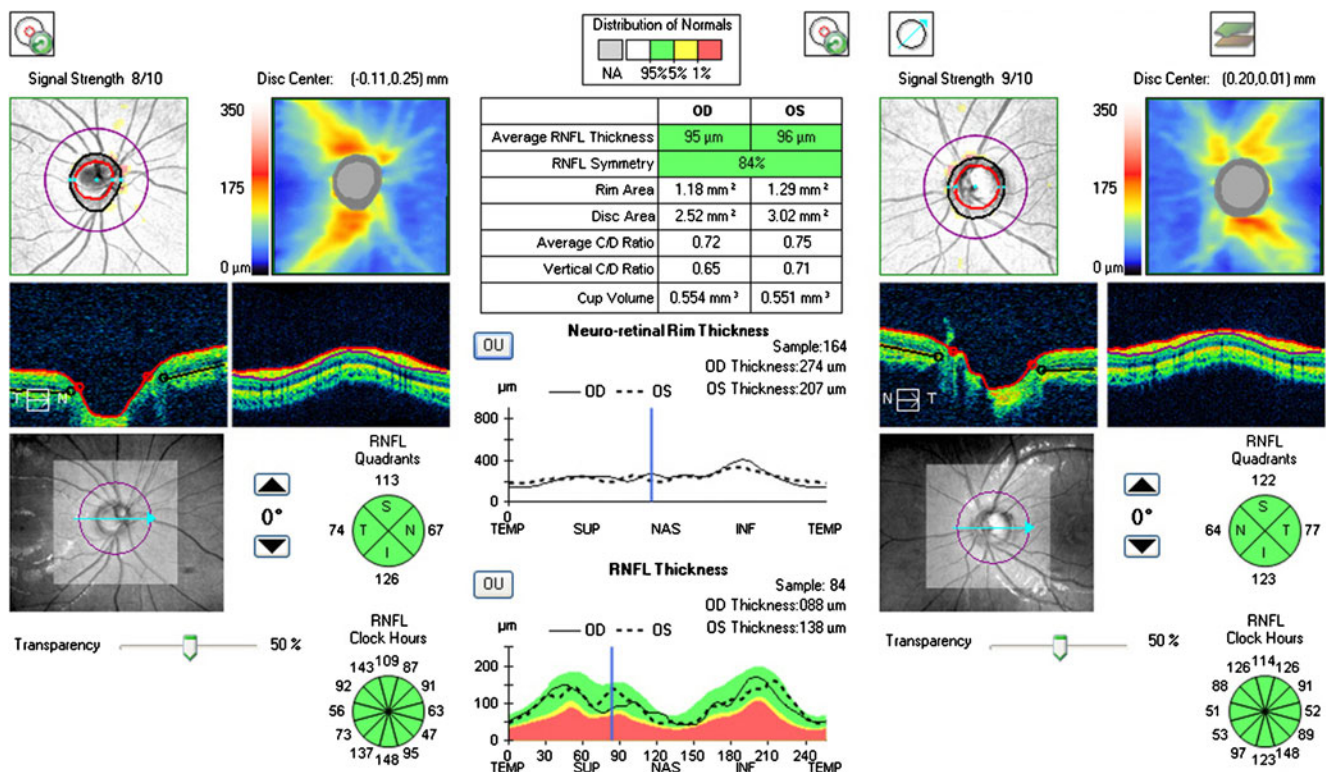 Distribution of Normals
NA 95% 5% 1%
Signal Strength 8/10
Disc Center: (-0.11,0.25) mm
350
175
0 µm
T N
OD OS
Average RNFL Thickness 95 µm 96 µm
RNFL Symmetry 84%
Rim Area 1.18 mm² 1.29 mm²
Disc Area 2.52 mm² 3.02 mm²
Average C/D Ratio 0.72 0.75
Vertical C/D Ratio 0.65 0.71
Cup Volume 0.554 mm³ 0.551 mm³
Signal Strength 9/10
Disc Center: (0.20,0.01) mm
350
175
0 µm
N T
OU
Neuro-retinal Rim Thickness
Sample:164
OD Thickness:274 um
OS Thickness:207 um
µm
OD OS
800
400
0
0
TEMP SUP NAS INF TEMP
RNFL
Quadrants
113
S
74 T N 67
I
126
0°
Transparency 50 %
RNFL
Clock Hours
109
87
91
63
47
95
148
137
73
56
92
143
OU
RNFL Thickness
Sample: 84
OD Thickness:088 um
OS Thickness:138 um
µm
OD OS
200
100
0
0 30 60 90 120 150 180 210 240
TEMP SUP NAS INF TEMP
RNFL
Quadrants
122
S
64 N T 77
I
123
0°
Transparency 50 %
RNFL
Clock Hours
114
126
91
52
89
148
123
97
53
51
88
126